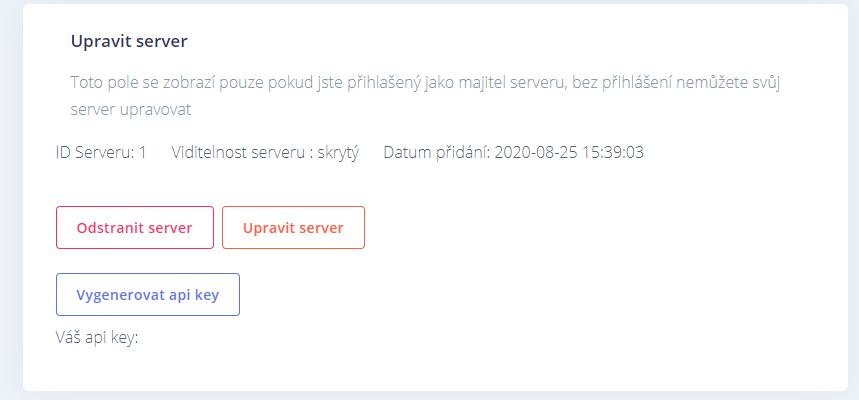 Upravit server
Toto pole se zobrazí pouze pokud jste přihlašený jako majitel serveru, bez přihlášení nemůžete svůj
server upravovat
ID Serveru: 1 Viditelnost serveru : skrytý Datum přidání: 2020-08-25 15:39:03
Odstranit server Upravit server
Vygenerovat api key
Váš api key: